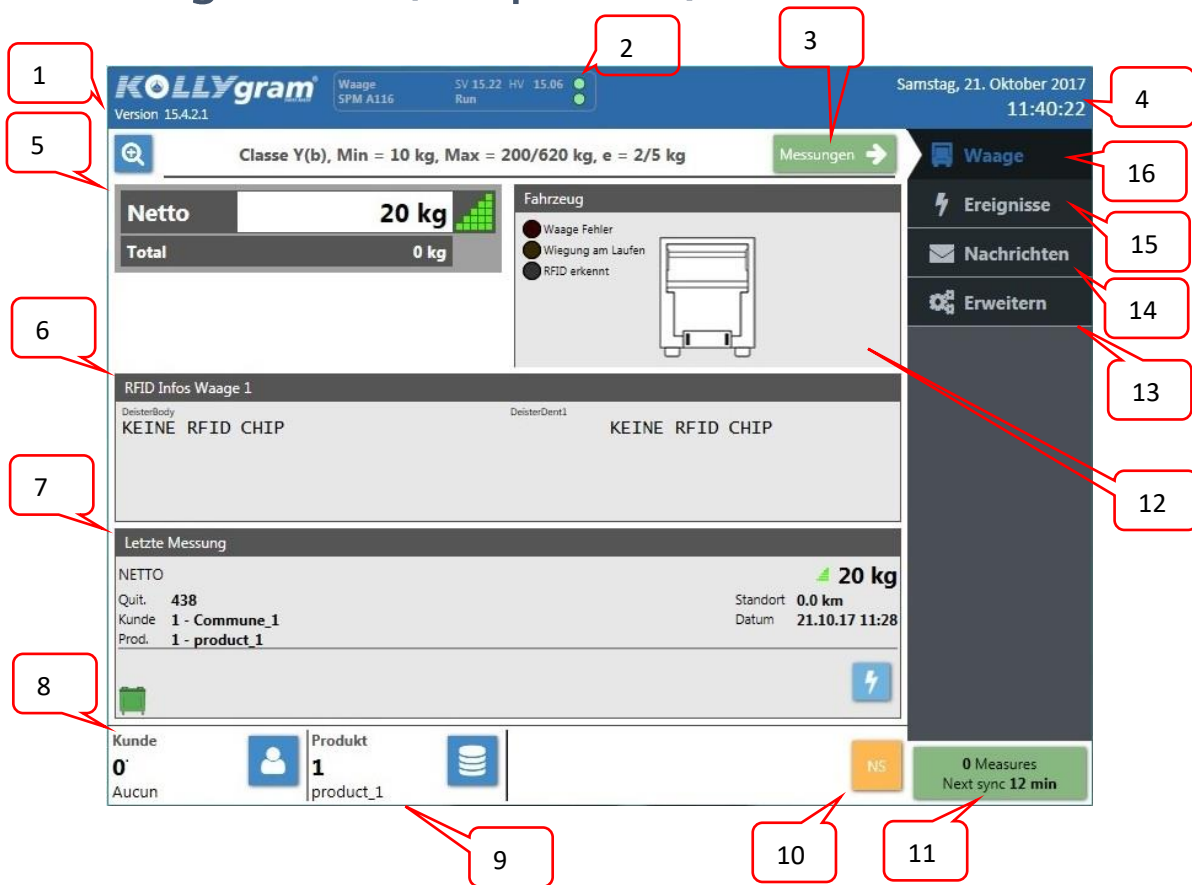 2
3
1
4
KOLLYgram
Waage SV 15.22 HV 15.06
SPM A116 Run
Version 15.4.2.1
Samstag, 21. Oktober 2017
11:40:22
5
Classe Y(b), Min = 10 kg, Max = 200/620 kg, e = 2/5 kg
Messungen
Waage
16
Netto 20 kg
Total 0 kg
Fahrzeug
Waage Fehler
Wiegung am Laufen
RFID erkennt
Ereignisse
15
Nachrichten
14
Erweitern
13
6
RFID Infos Waage 1
DeisterBody DeisterDent1
KEINE RFID CHIP KEINE RFID CHIP
12
7
Letzte Messung
NETTO 20 kg
Quit. 438 Standort 0.0 km
Kunde 1 - Commune_1 Datum 21.10.17 11:28
Prod. 1 - product_1
8
Kunde
0
Aucun
Produkt
1
product_1
NS
0 Measures
Next sync 12 min
9
10
11